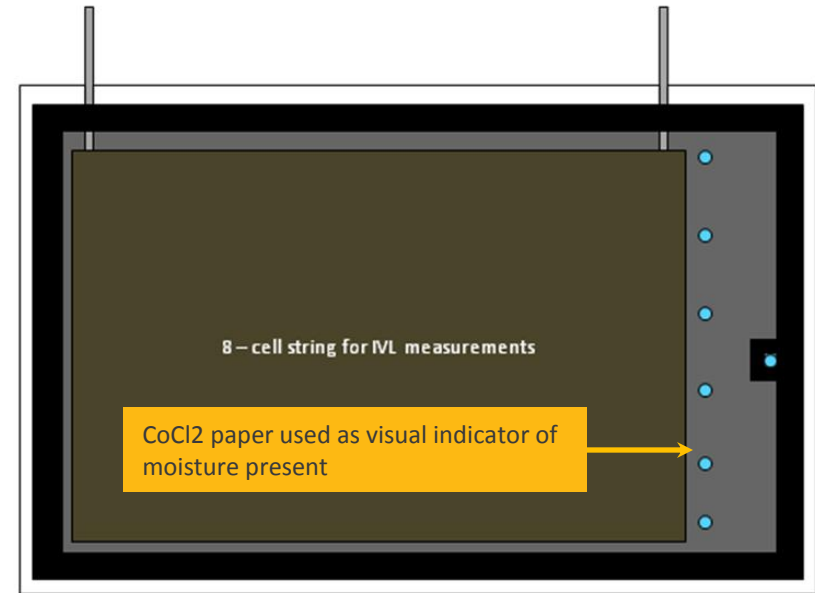 8 – cell string for IVL measurements
CoCl2 paper used as visual indicator of
moisture present